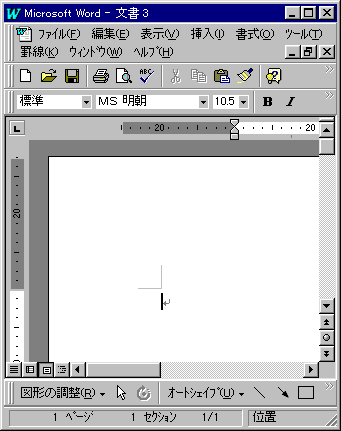 Microsoft Word - 文書 3
ﾌｧｲﾙ(F) 編集(E) 表示(V) 挿入(I) 書式(O) ﾂｰﾙ(T)
罫線(A) ｳｨﾝﾄﾞｳ(W) ﾍﾙﾌﾟ(H)
標準 MS 明朝 10.5 B I
20 20
20
図形の調整(R) ｵｰﾄｼｪｲﾌﾟ(U)
1 ﾍﾟｰｼﾞ 1 ｾｸｼｮﾝ 1/1 位置